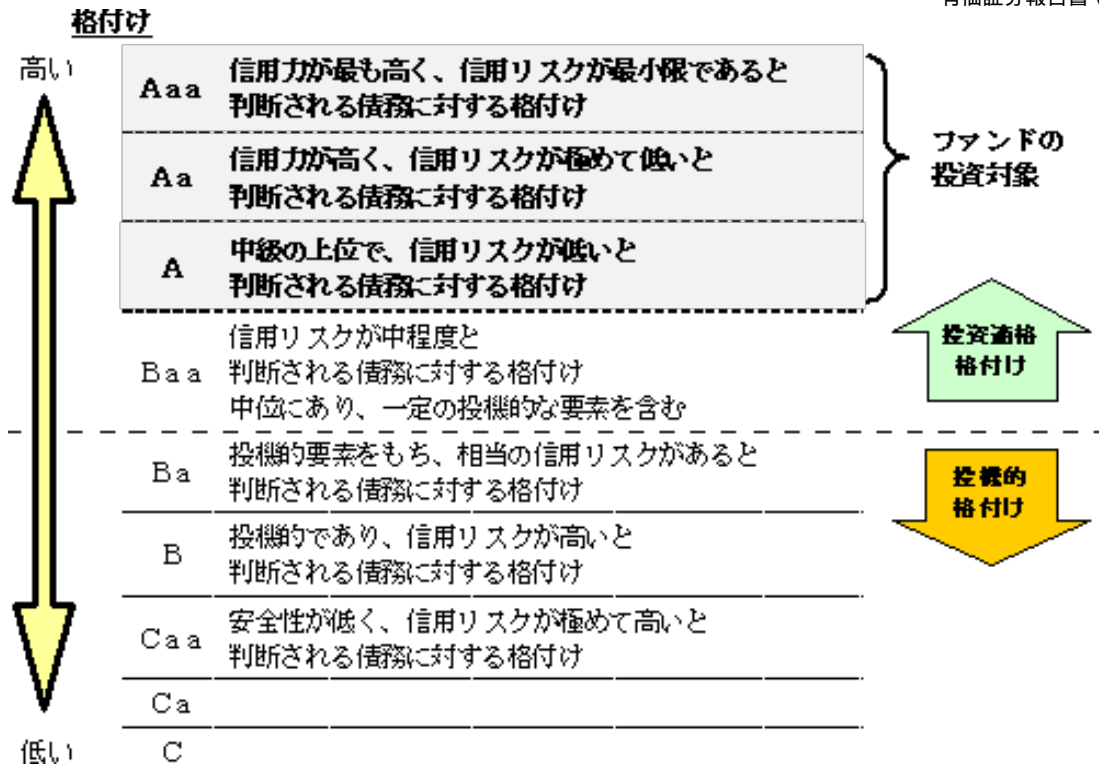 格付け
高い
Aaa 信用力が最も高く、信用リスクが最小限であると
判断される債務に対する格付け
Aa 信用力が高く、信用リスクが極めて低いと
判断される債務に対する格付け
A 中級の上位で、信用リスクが低いと
判断される債務に対する格付け
ファンドの
投資対象
Baa 信用リスクが中程度と
判断される債務に対する格付け
中位にあり、一定の投機的な要素を含む
投資適格
格付け
Ba 投機的要素をもち、相当の信用リスクがあると
判断される債務に対する格付け
投機的
格付け
B 投機的であり、信用リスクが高いと
判断される債務に対する格付け
Caa 安全性が低く、信用リスクが極めて高いと
判断される債務に対する格付け
Ca
低い
C